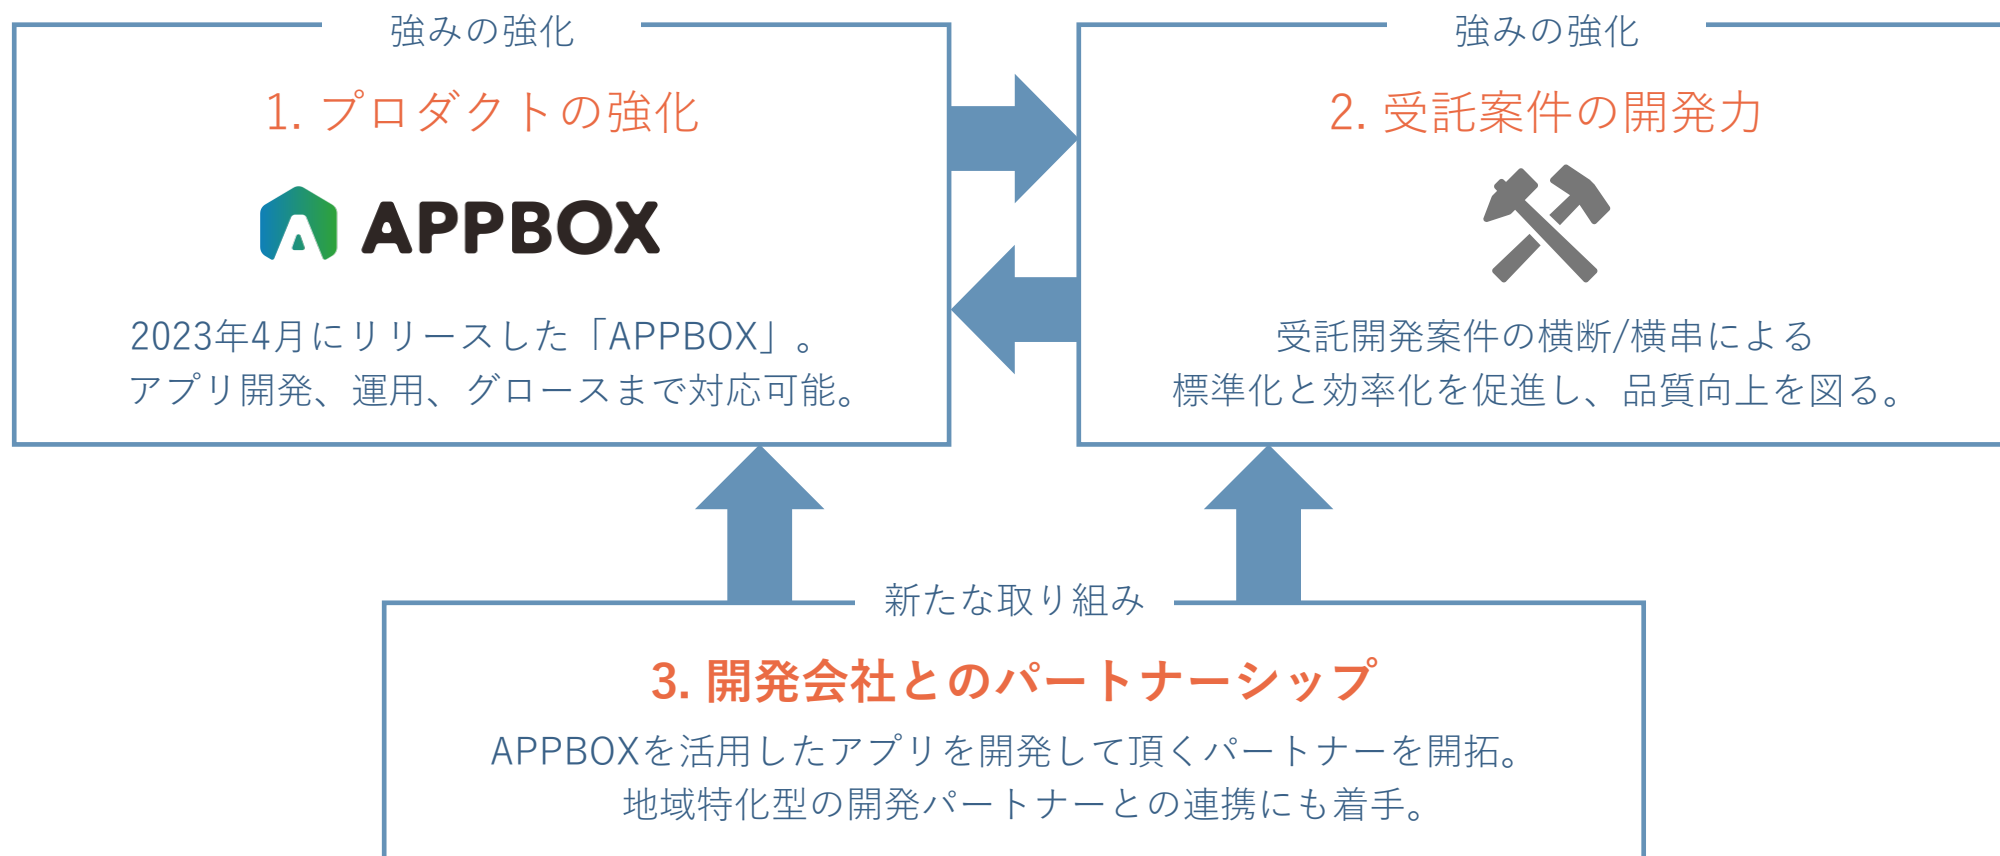 強みの強化
1. プロダクトの強化
APPBOX
2023年4月にリリースした「APPBOX」。
アプリ開発、運用、グロースまで対応可能。
強みの強化
2. 受託案件の開発力
受託開発案件の横断/横串による
標準化と効率化を促進し、品質向上を図る。
新たな取り組み
3. 開発会社とのパートナーシップ
APPBOXを活用したアプリを開発して頂くパートナーを開拓。
地域特化型の開発パートナーとの連携にも着手。